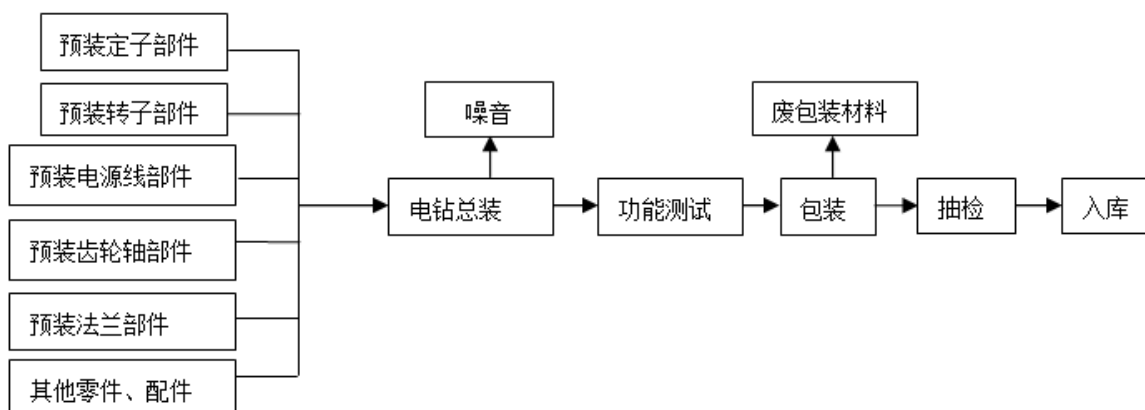 预装定子部件
预装转子部件
预装电源线部件
预装齿轮轴部件
预装法兰部件
其他零件、配件
噪音
废包装材料
电钻总装
功能测试
包装
抽检
入库